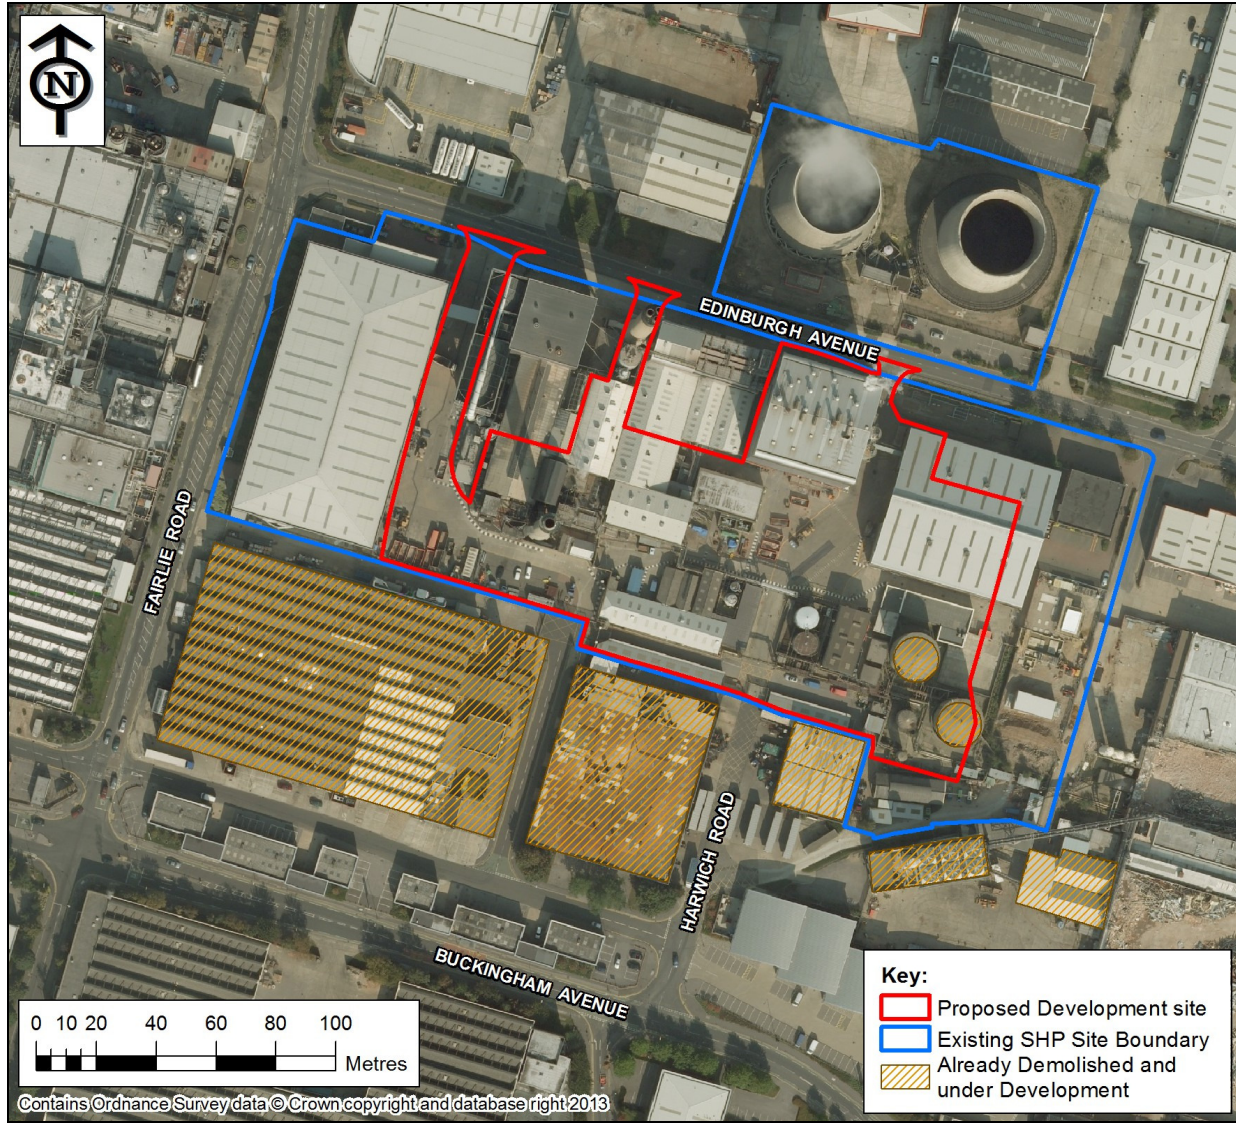 N
EDINBURGH AVENUE
FAIRLIE ROAD
HARWICH ROAD
BUCKINGHAM AVENUE
Key:
Proposed Development site
Existing SHP Site Boundary
Already Demolished and
under Development
0 10 20 40 60 80 100
Metres
Contains Ordnance Survey data © Crown copyright and database right 2013